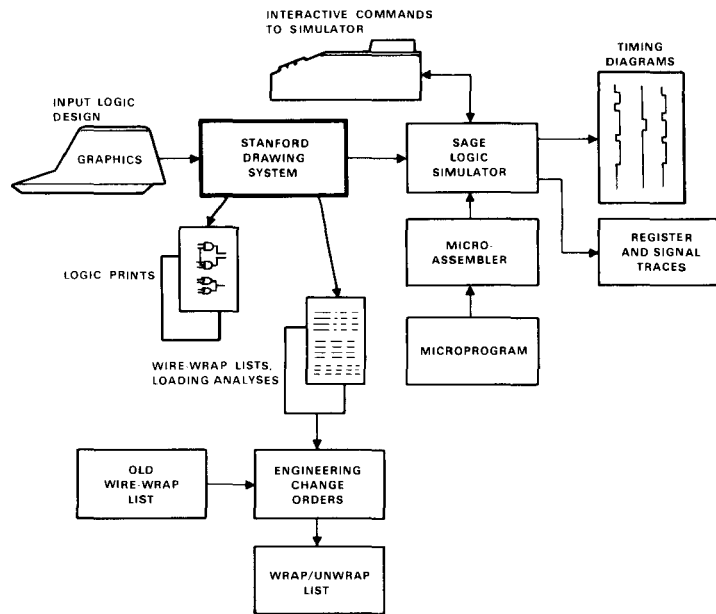 INTERACTIVE COMMANDS
TO SIMULATOR
TIMING
DIAGRAMS
INPUT LOGIC
DESIGN
GRAPHICS
STANFORD
DRAWING
SYSTEM
SAGE
LOGIC
SIMULATOR
LOGIC PRINTS
MICRO-
ASSEMBLER
REGISTER
AND SIGNAL
TRACES
WIRE-WRAP LISTS,
LOADING ANALYSES
MICROPROGRAM
OLD
WIRE-WRAP
LIST
ENGINEERING
CHANGE
ORDERS
WRAP/UNWRAP
LIST